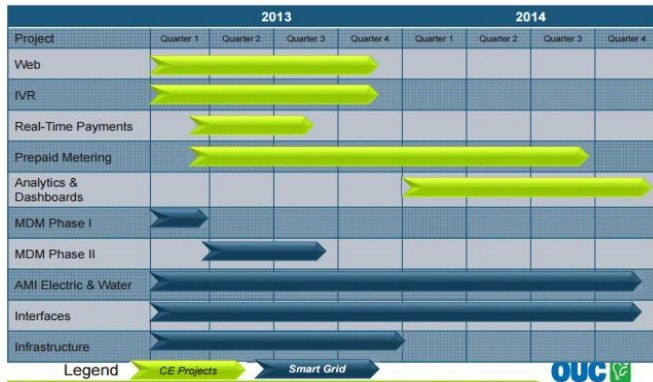 2013 2014
Project Quarter 1 Quarter 2 Quarter 3 Quarter 4 Quarter 1 Quarter 2 Quarter 3 Quarter 4
Web
IVR
Real-Time Payments
Prepaid Metering
Analytics &
Dashboards
MDM Phase I
MDM Phase II
AMI Electric & Water
Interfaces
Infrastructure
Legend CE Projects Smart Grid OUC